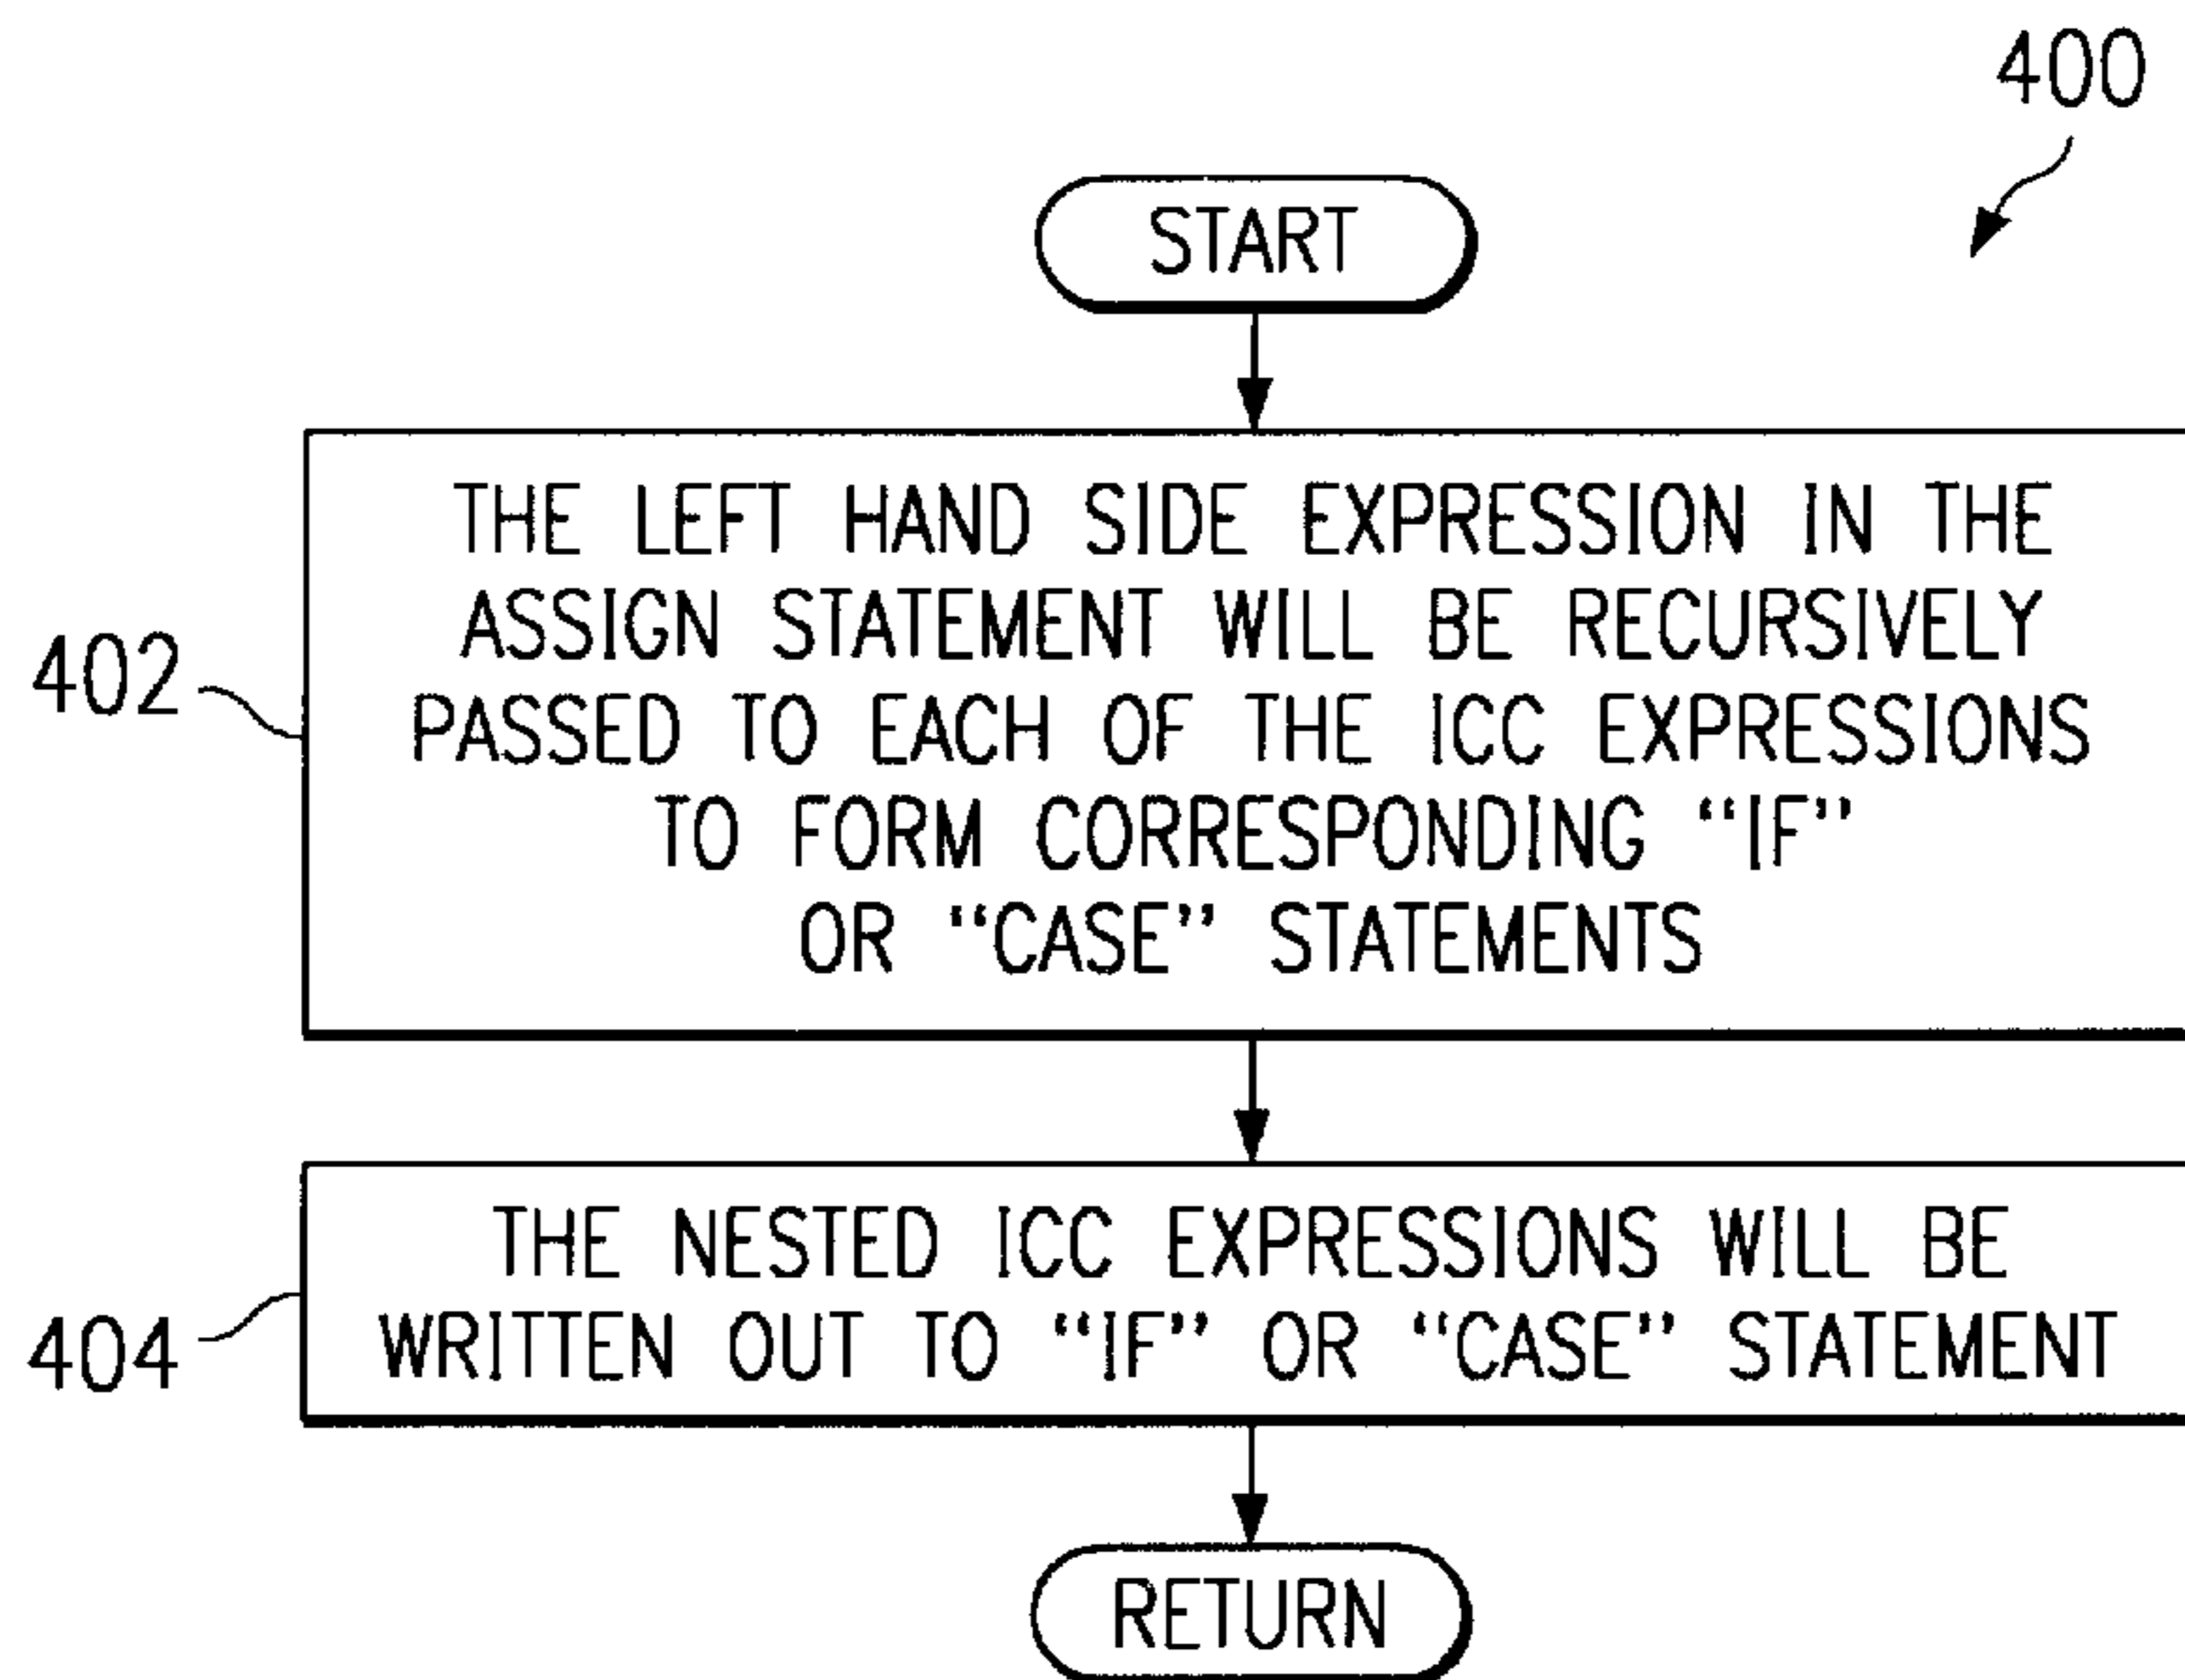 400
START
THE LEFT HAND SIDE EXPRESSION IN THE
ASSIGN STATEMENT WILL BE RECURSIVELY
402
PASSED TO EACH OF THE ICC EXPRESSIONS
TO FORM CORRESPONDING “IF”
OR “CASE” STATEMENTS
THE NESTED ICC EXPRESSIONS WILL BE
WRITTEN OUT TO “IF” OR “CASE” STATEMENT
404
RETURN